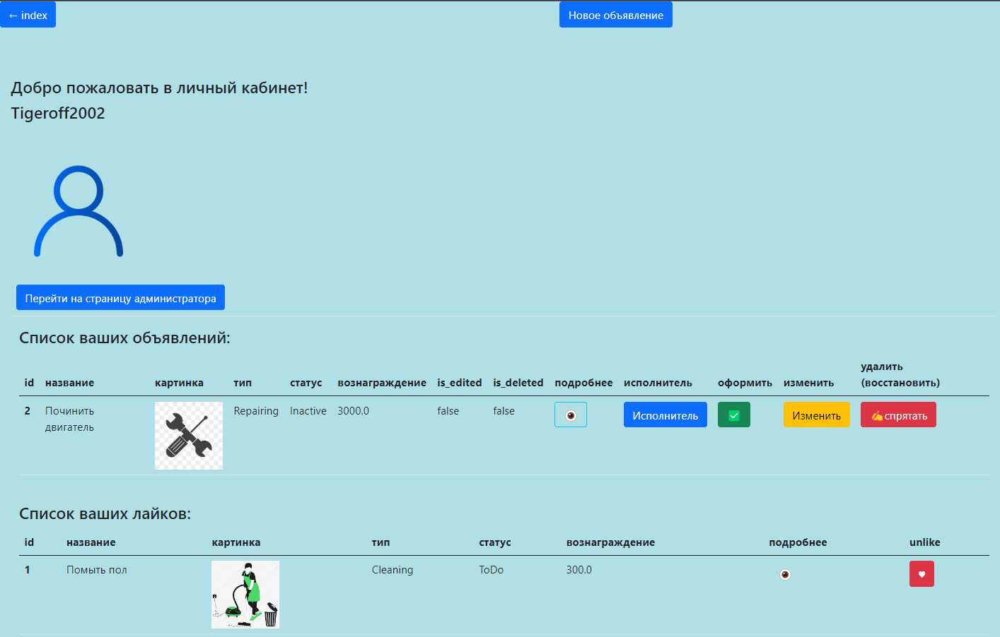 ← index
Новое объявление
Добро пожаловать в личный кабинет!
Tigeroff2002
Перейти на страницу администратора
Список ваших объявлений:
id название картинка тип статус вознаграждение is_edited is_deleted подробнее исполнитель оформить изменить удалить
(восстановить)
2 Починить Repairing Inactive 3000.0 false false Исполнитель Изменить спрятать
двигатель
Список ваших лайков:
id название картинка тип статус вознаграждение подробнее unlike
1 Помыть пол Cleaning ToDo 300.0